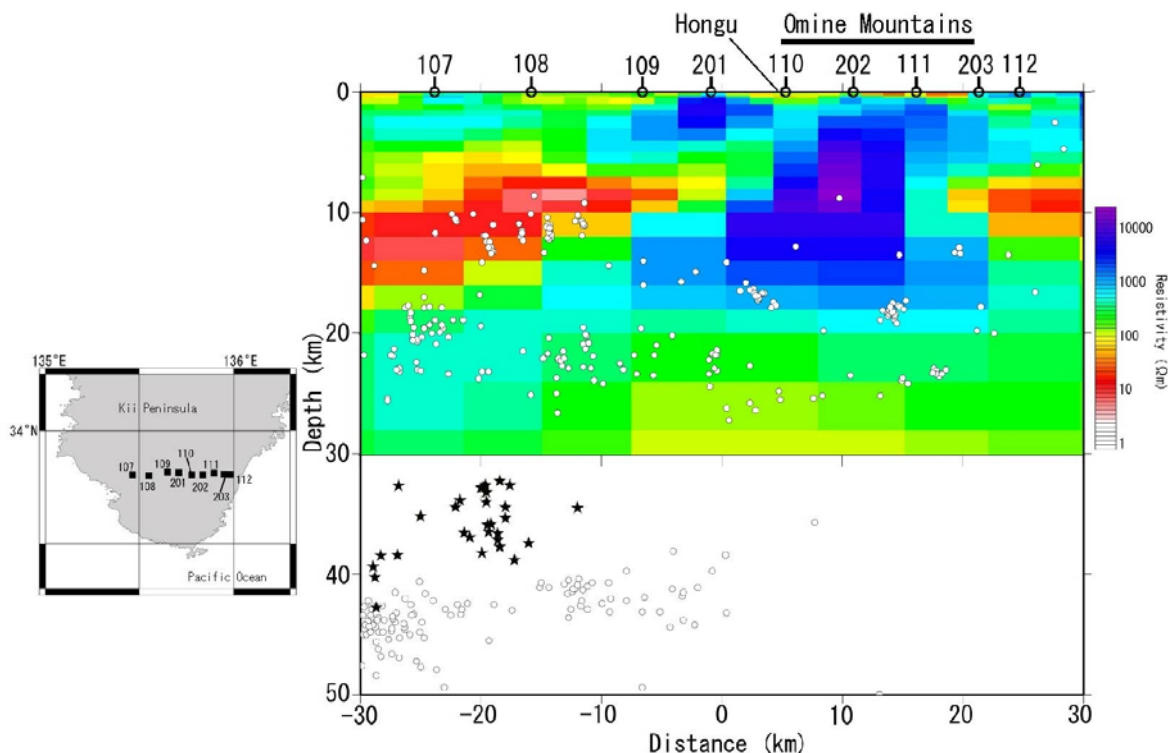 Hongu
Omine Mountains
107 108 109 201 110 202 111 203 112
0
10
20
30
40
50
Depth (km)
-30 -20 -10 0 10 20 30
Distance (km)
10000
1000
100
10
1
Resistivity (Ωm)
135°E 136°E
Kii Peninsula
34°N
107 108 109 201 110 202 111 203 112
Pacific Ocean